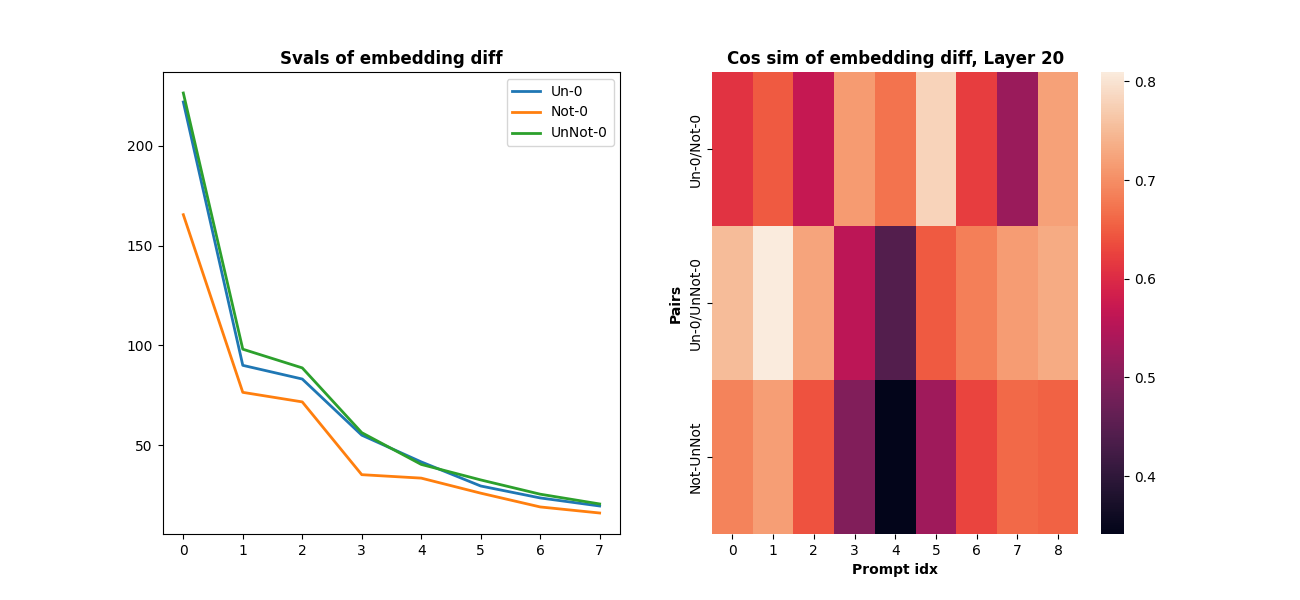 Svals of embedding diff
Un-0
Not-0
UnNot-0
200
150
100
50
0 1 2 3 4 5 6 7
Cos sim of embedding diff, Layer 20
Pairs
Un-0/Not-0
Un-0/UnNot-0
Not-UnNot
0 1 2 3 4 5 6 7 8
Prompt idx
0.8
0.7
0.6
0.5
0.4